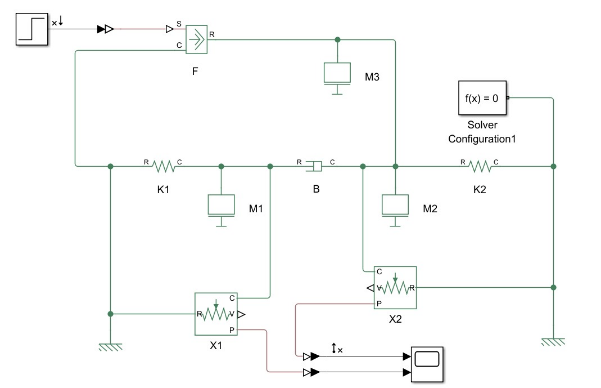 x
S
C
R
F
M3
f(x) = 0
Solver
Configuration1
R C
K1
R C
B
R C
K2
M1
M2
C
R V
P
X1
C
V R
P
X2
x